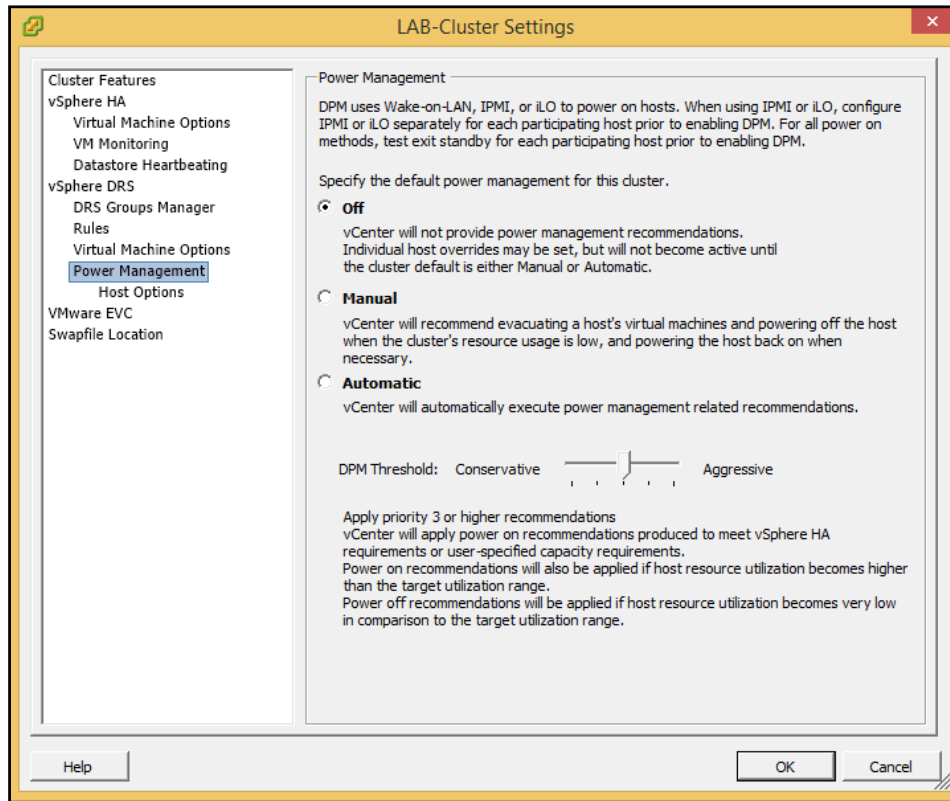 LAB-Cluster Settings
Cluster Features
vSphere HA
Virtual Machine Options
VM Monitoring
Datastore Heartbeating
vSphere DRS
DRS Groups Manager
Rules
Virtual Machine Options
Power Management
Host Options
VMware EVC
Swapfile Location
Power Management
DPM uses Wake-on-LAN, IPMI, or iLO to power on hosts. When using IPMI or iLO, configure
IPMI or iLO separately for each participating host prior to enabling DPM. For all power on
methods, test exit standby for each participating host prior to enabling DPM.
Specify the default power management for this cluster.
Off
vCenter will not provide power management recommendations.
Individual host overrides may be set, but will not become active until
the cluster default is either Manual or Automatic.
Manual
vCenter will recommend evacuating a host's virtual machines and powering off the host
when the cluster's resource usage is low, and powering the host back on when
necessary.
Automatic
vCenter will automatically execute power management related recommendations.
DPM Threshold: Conservative Aggressive
Apply priority 3 or higher recommendations
vCenter will apply power on recommendations produced to meet vSphere HA
requirements or user-specified capacity requirements.
Power on recommendations will also be applied if host resource utilization becomes higher
than the target utilization range.
Power off recommendations will be applied if host resource utilization becomes very low
in comparison to the target utilization range.
Help OK Cancel